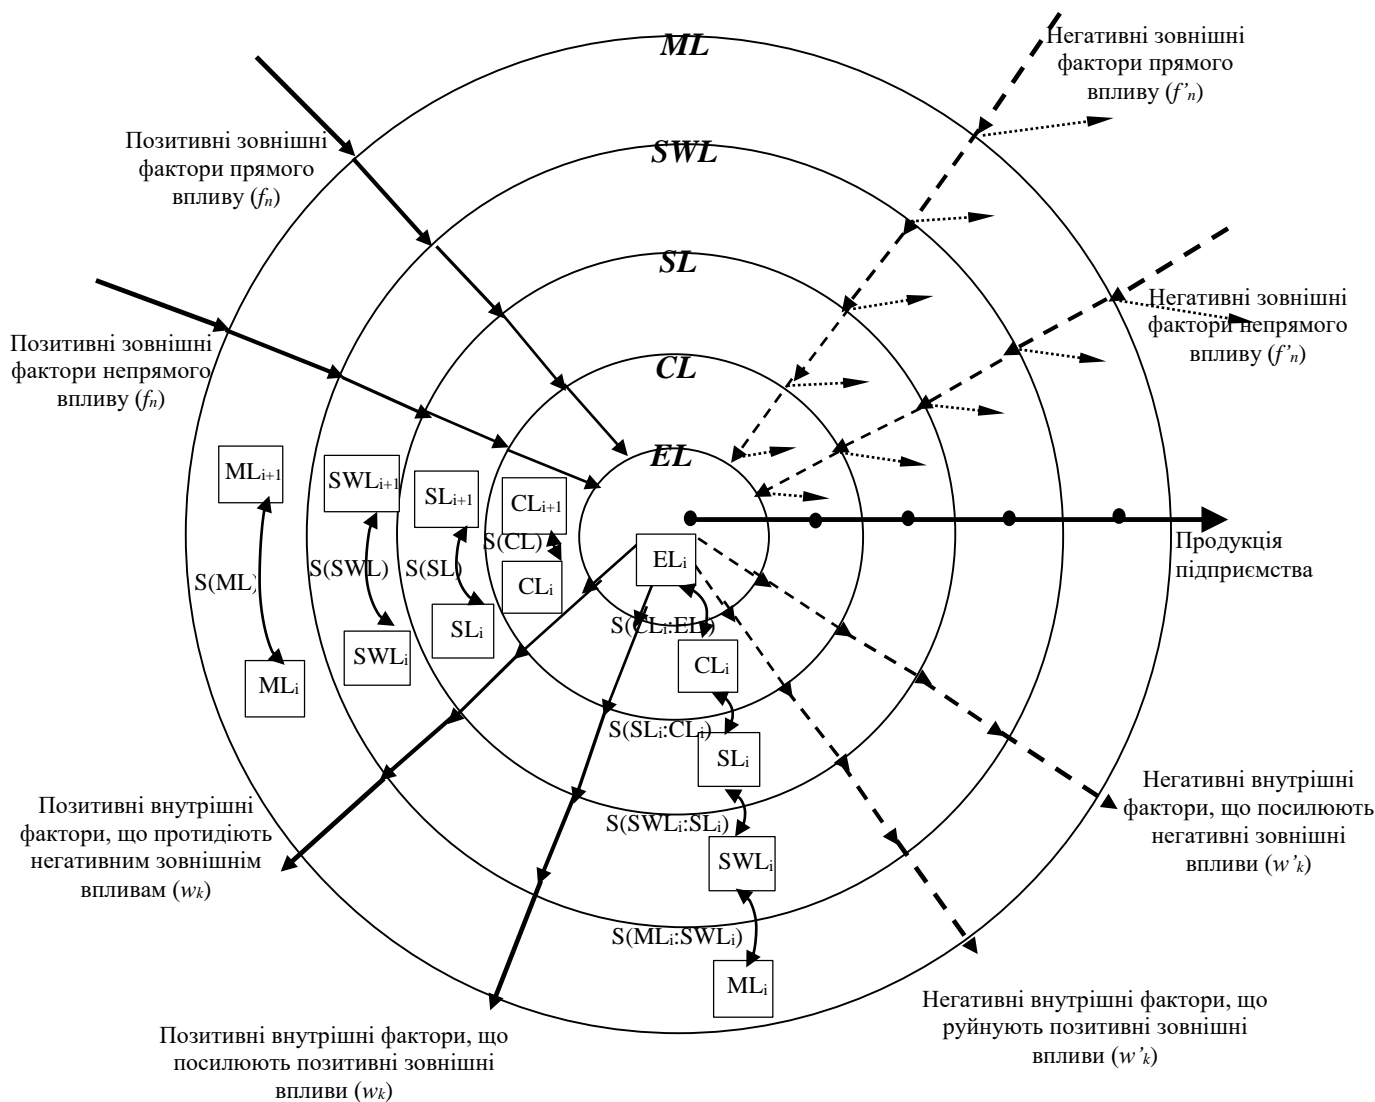 ML
Негативні зовнішні
фактори прямого
впливу (f’n)
Позитивні зовнішні
фактори прямого
впливу (fn)
SWL
SL
Негативні зовнішні
фактори непрямого
впливу (f’n)
Позитивні зовнішні
фактори непрямого
впливу (fn)
CL
EL
MLi+1
SWLi+1
SLi+1
CLi+1
S(ML)
S(SWL)
S(SL)
S(CL)
CLi
ELi
Продукція
підприємства
SLi
SWLi
MLi
S(CLi:ELi)
CLi
S(SLi:CLi)
SLi
S(SWLi:SLi)
SWLi
S(MLi:SWLi)
MLi
Позитивні внутрішні
фактори, що протидіють
негативним зовнішнім
впливам (wk)
Негативні внутрішні
фактори, що посилюють
негативні зовнішні
впливи (w’k)
Позитивні внутрішні фактори, що
посилюють позитивні зовнішні
впливи (wk)
Негативні внутрішні фактори, що
руйнують позитивні зовнішні
впливи (w’k)